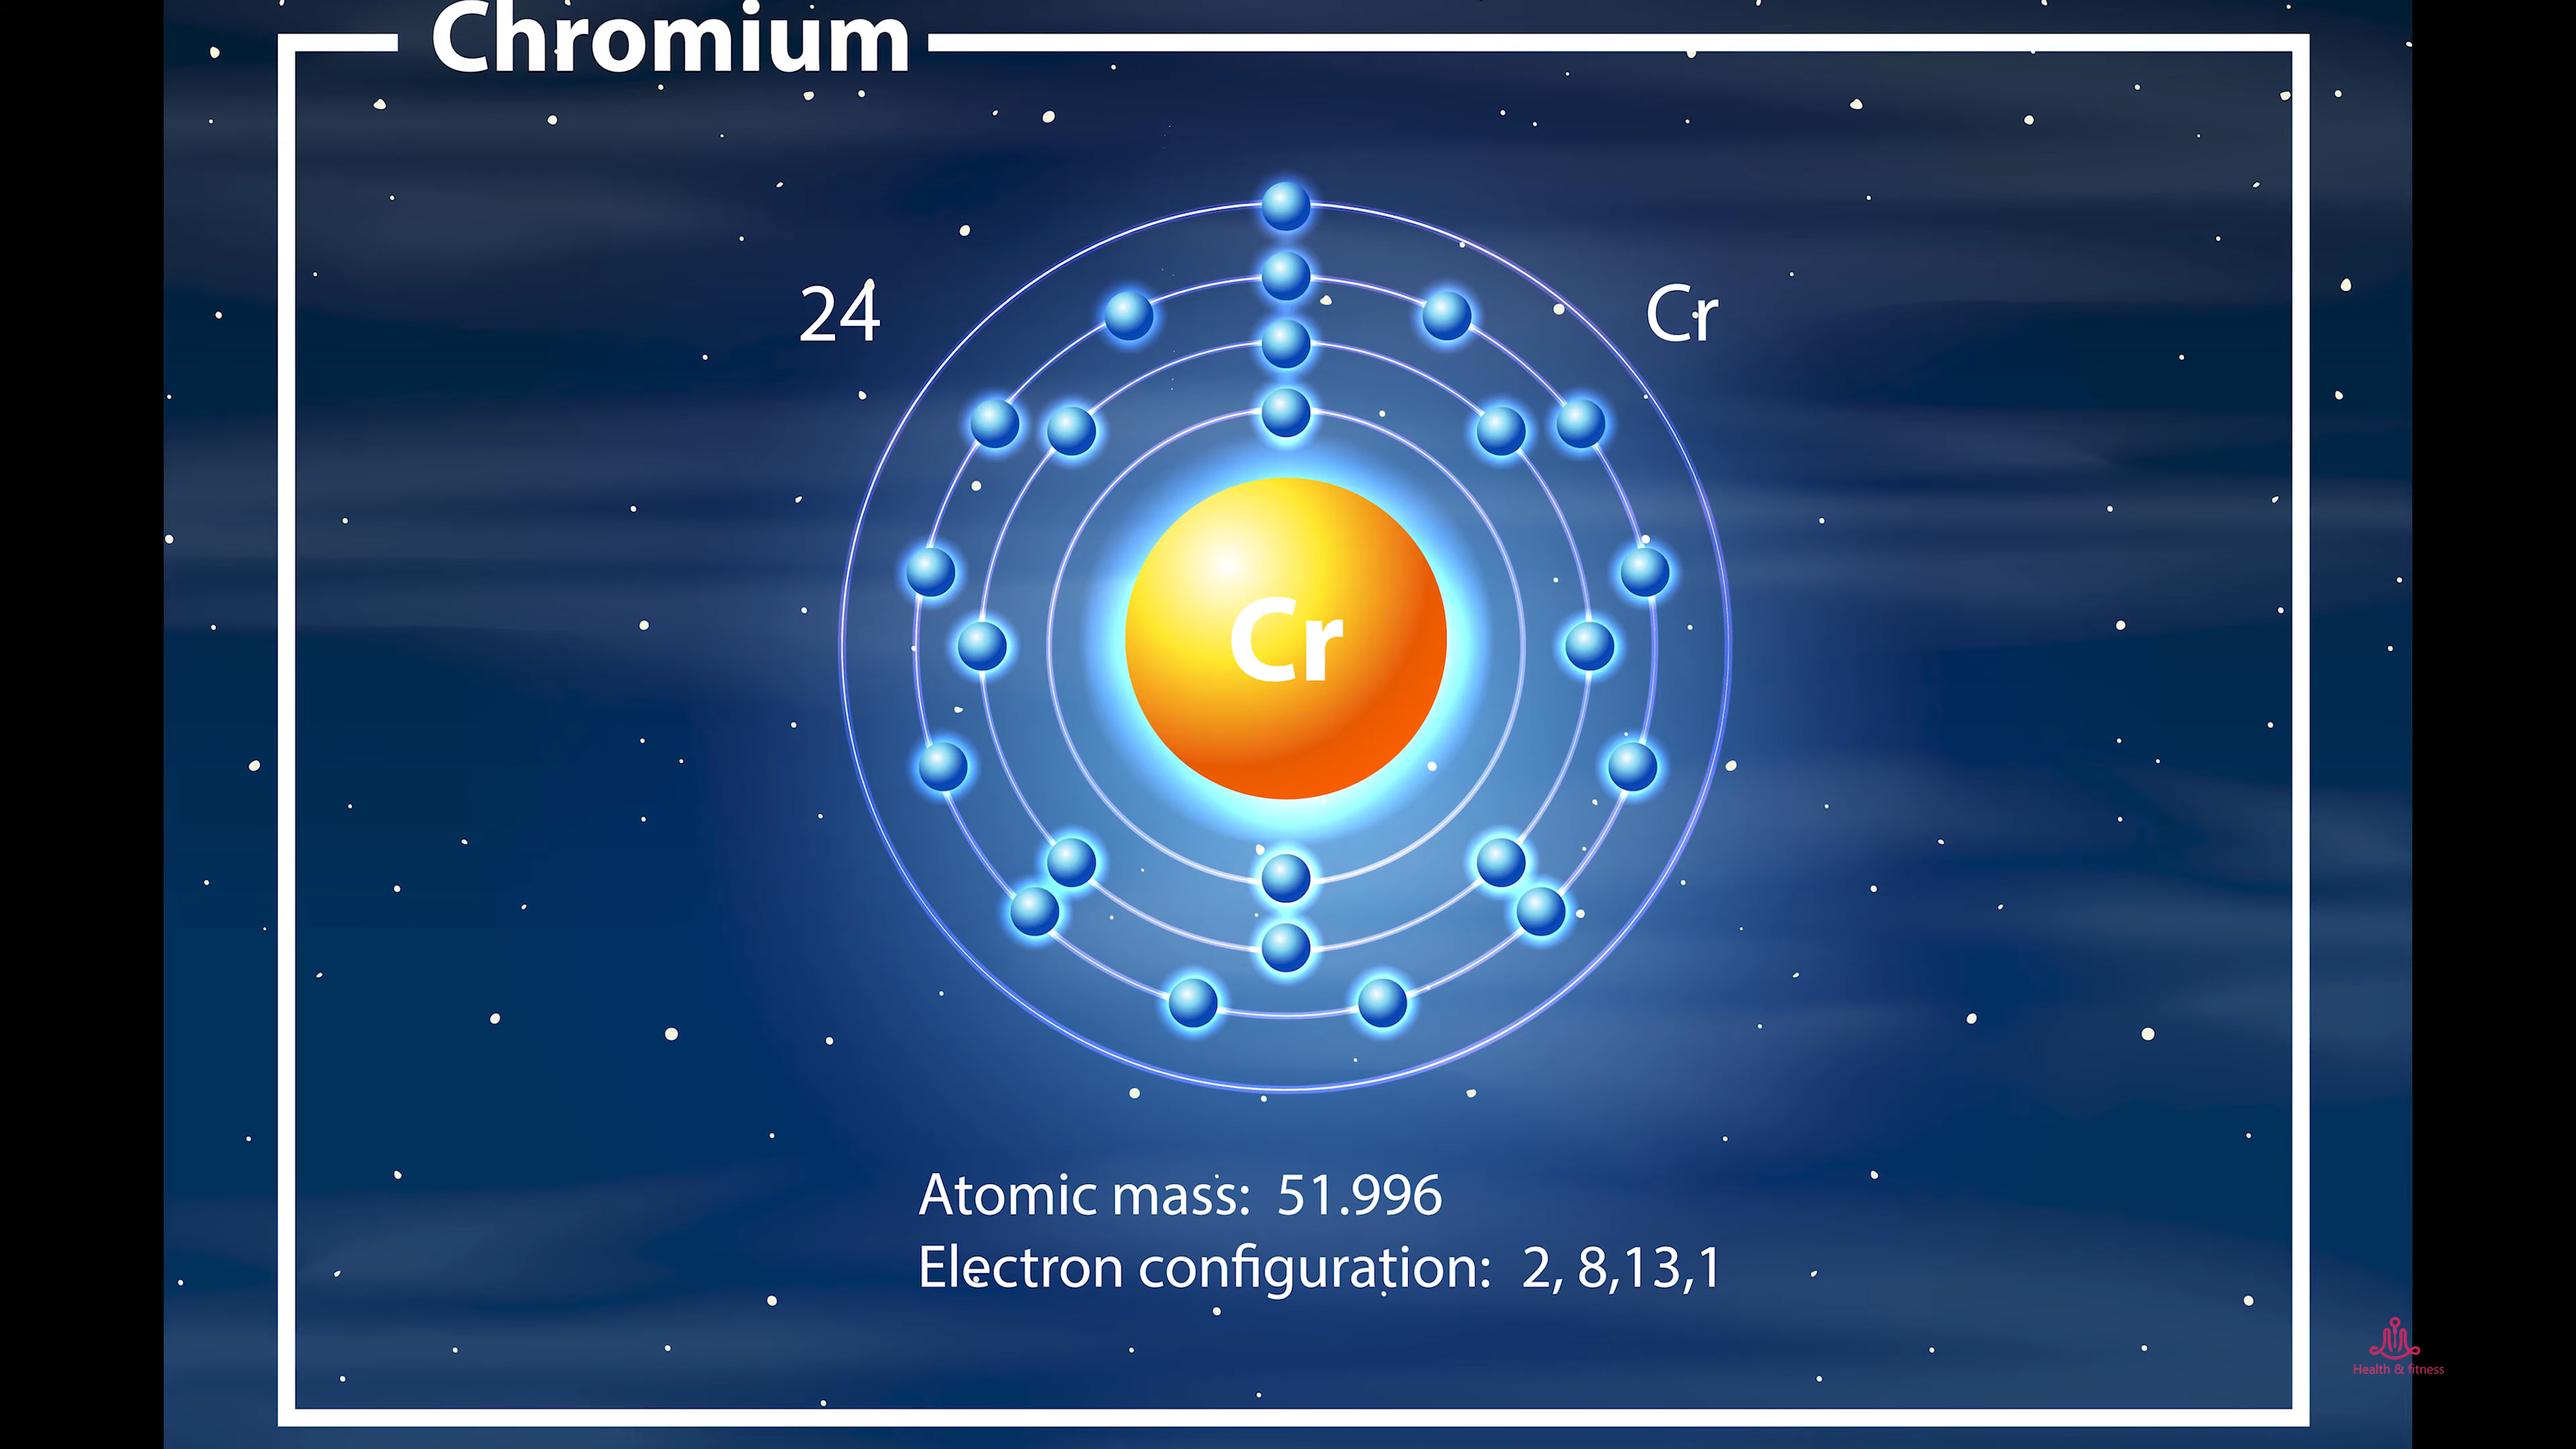 Chromium
24
Cr
Cr
Atomic mass: 51.996
Electron configuration: 2, 8,13,1
Health & fitness